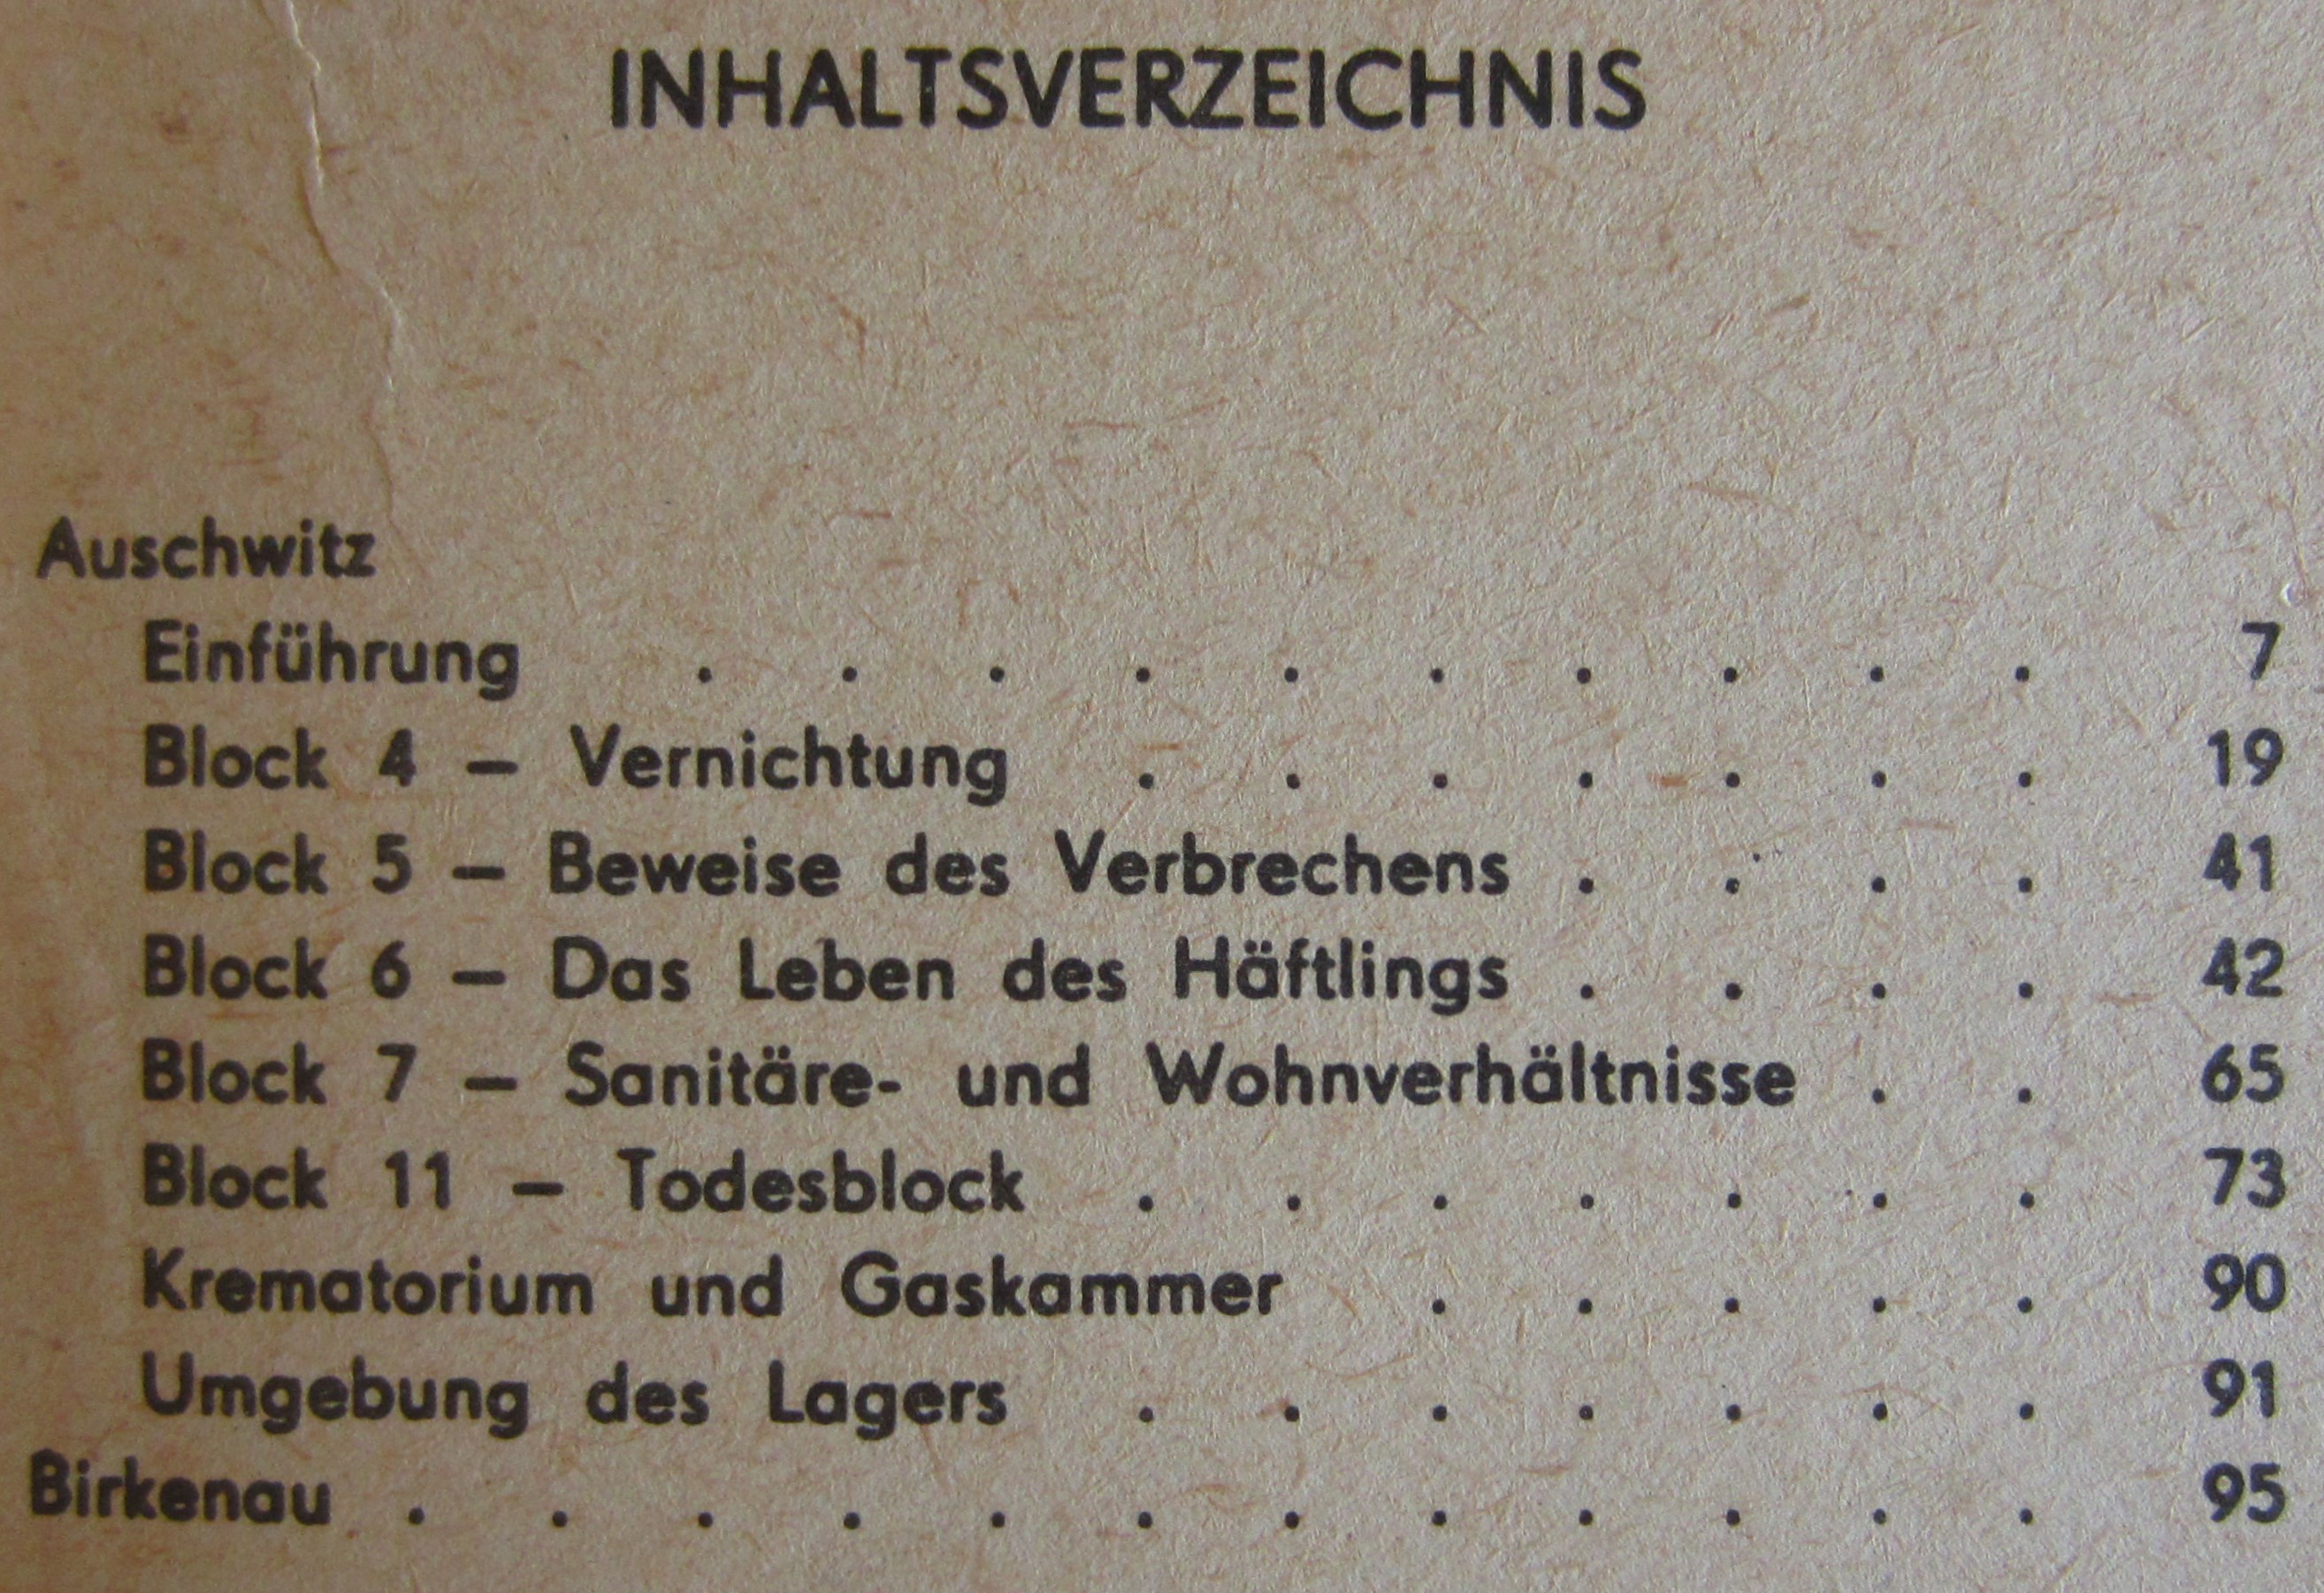 INHALTSVERZEICHNIS
Auschwitz
Einführung . . . . . . . . . . 7
Block 4 — Vernichtung . . . . . . . 19
Block 5 — Beweise des Verbrechens . . . . 41
Block 6 — Das Leben des Häftlings . . . . 42
Block 7 — Sanitäre- und Wohnverhältnisse . . 65
Block 11 — Todesblock . . . . . . . 73
Krematorium und Gaskammer . . . . . 90
Umgebung des Lagers . . . . . . . 91
Birkenau . . . . . . . . . . . . 95